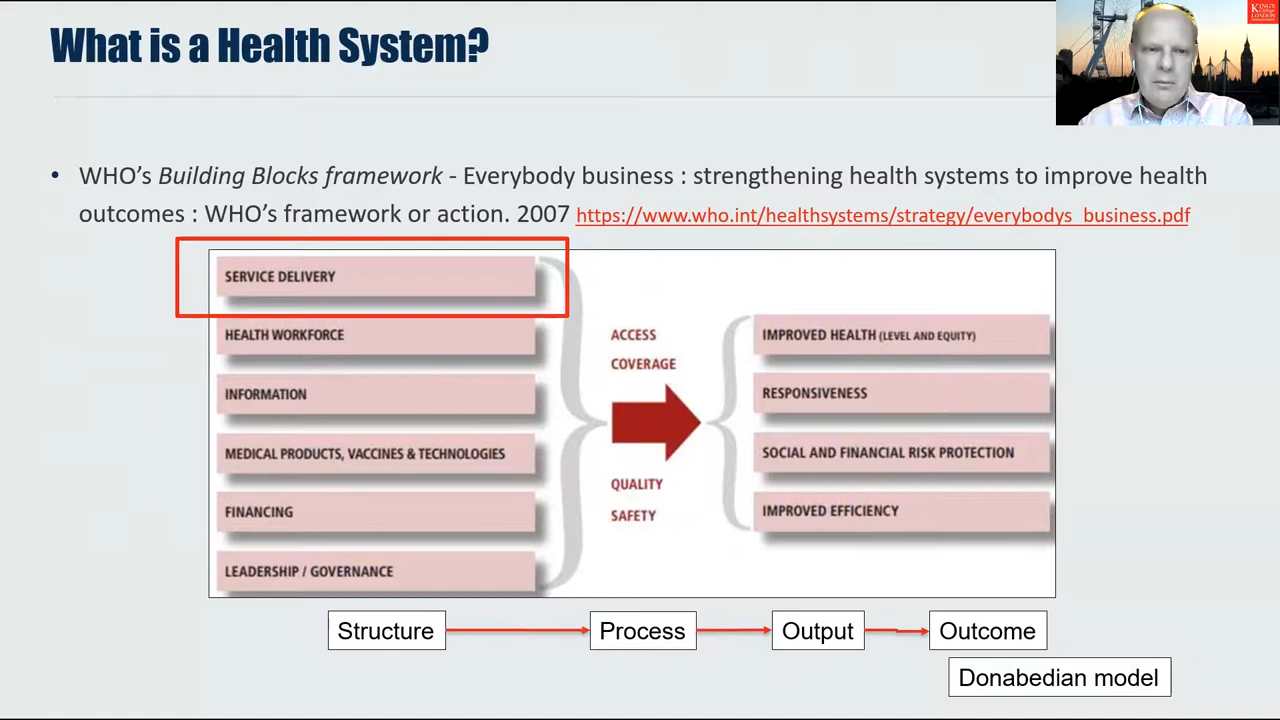 What is a Health System?
KING'S
College
LONDON
• WHO's Building Blocks framework - Everybody business : strengthening health systems to improve health
outcomes : WHO's framework or action. 2007 https://www.who.int/healthsystems/strategy/everybodys_business.pdf
SERVICE DELIVERY
HEALTH WORKFORCE
INFORMATION
MEDICAL PRODUCTS, VACCINES & TECHNOLOGIES
FINANCING
LEADERSHIP / GOVERNANCE
ACCESS
COVERAGE
QUALITY
SAFETY
IMPROVED HEALTH (LEVEL AND EQUITY)
RESPONSIVENESS
SOCIAL AND FINANCIAL RISK PROTECTION
IMPROVED EFFICIENCY
Structure
Process
Output
Outcome
Donabedian model